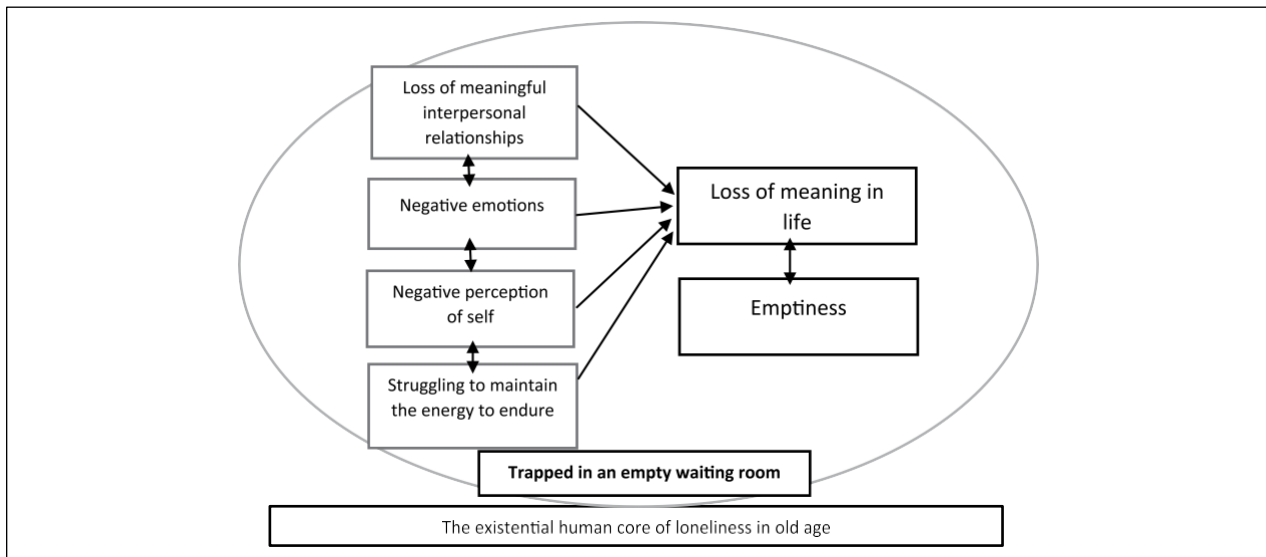 Loss of meaningful
interpersonal
relationships
Negative emotions
Negative perception
of self
Struggling to maintain
the energy to endure
Loss of meaning in
life
Emptiness
Trapped in an empty waiting room
The existential human core of loneliness in old age